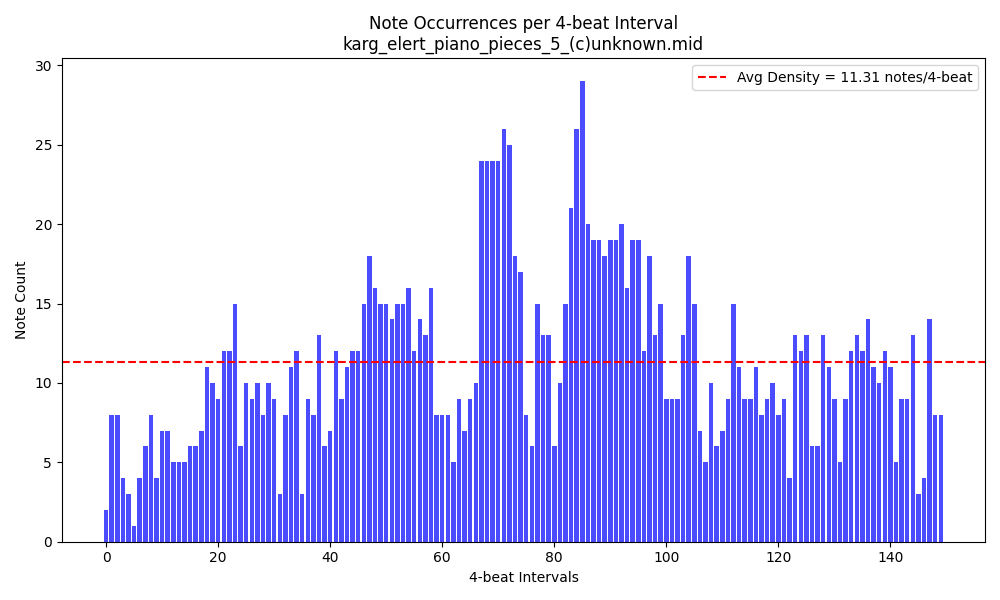 Note Occurrences per 4-beat Interval
karg_elert_piano_pieces_5_(c)unknown.mid
Avg Density = 11.31 notes/4-beat
Note Count
30
25
20
15
10
5
0
0 20 40 60 80 100 120 140
4-beat Intervals